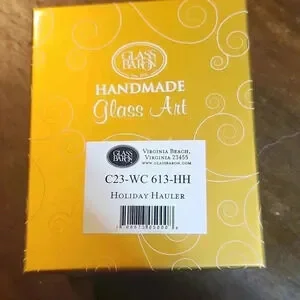 GLASS
BARON
HANDMADE
Glass Art
GLASS
BARON
VIRGINIA BEACH,
VIRGINIA 23455
WWW.GLASSBARON.COM
C23-WC 613-HH
HOLIDAY HAULER